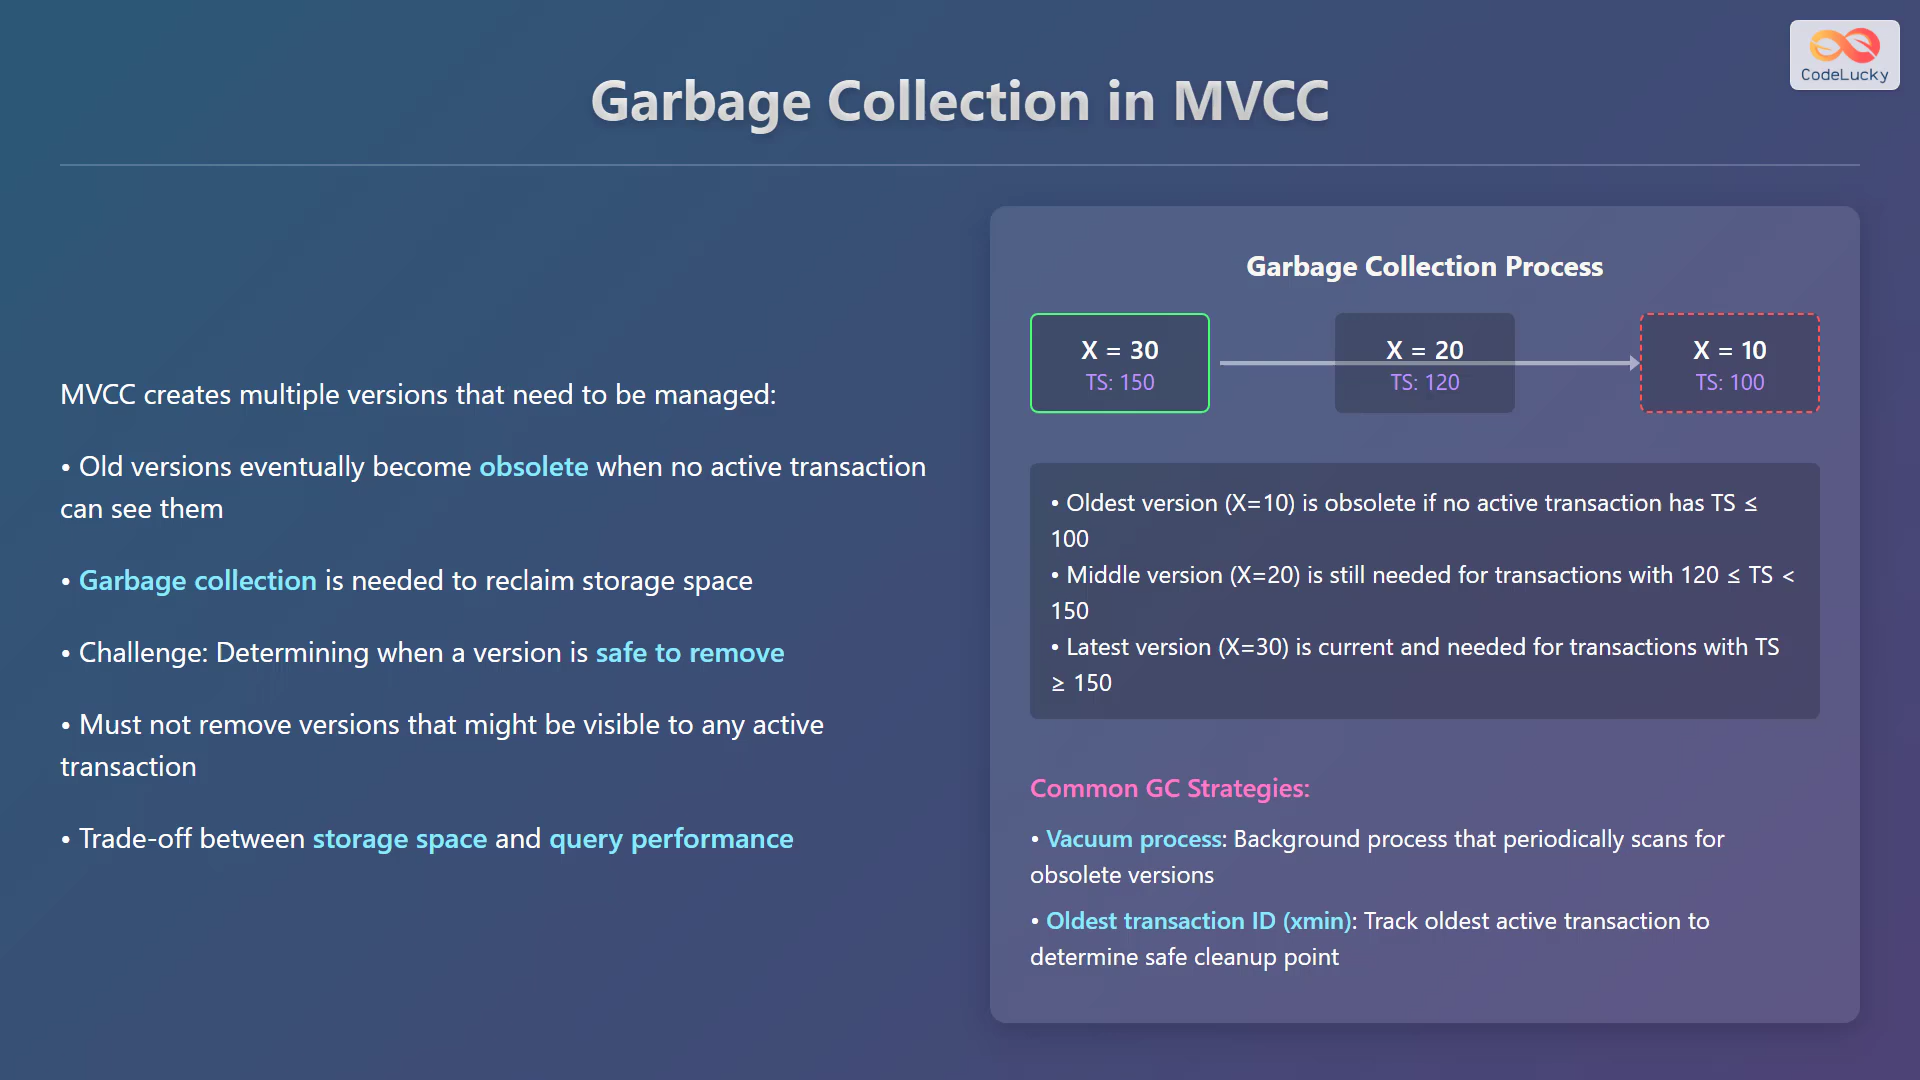 CodeLucky
Garbage Collection in MVCC
MVCC creates multiple versions that need to be managed:
• Old versions eventually become obsolete when no active transaction
can see them
• Garbage collection is needed to reclaim storage space
• Challenge: Determining when a version is safe to remove
• Must not remove versions that might be visible to any active
transaction
• Trade-off between storage space and query performance
Garbage Collection Process
X = 30
TS: 150
X = 20
TS: 120
X = 10
TS: 100
• Oldest version (X=10) is obsolete if no active transaction has TS ≤
100
• Middle version (X=20) is still needed for transactions with 120 ≤ TS <
150
• Latest version (X=30) is current and needed for transactions with TS
≥ 150
Common GC Strategies:
• Vacuum process: Background process that periodically scans for
obsolete versions
• Oldest transaction ID (xmin): Track oldest active transaction to
determine safe cleanup point